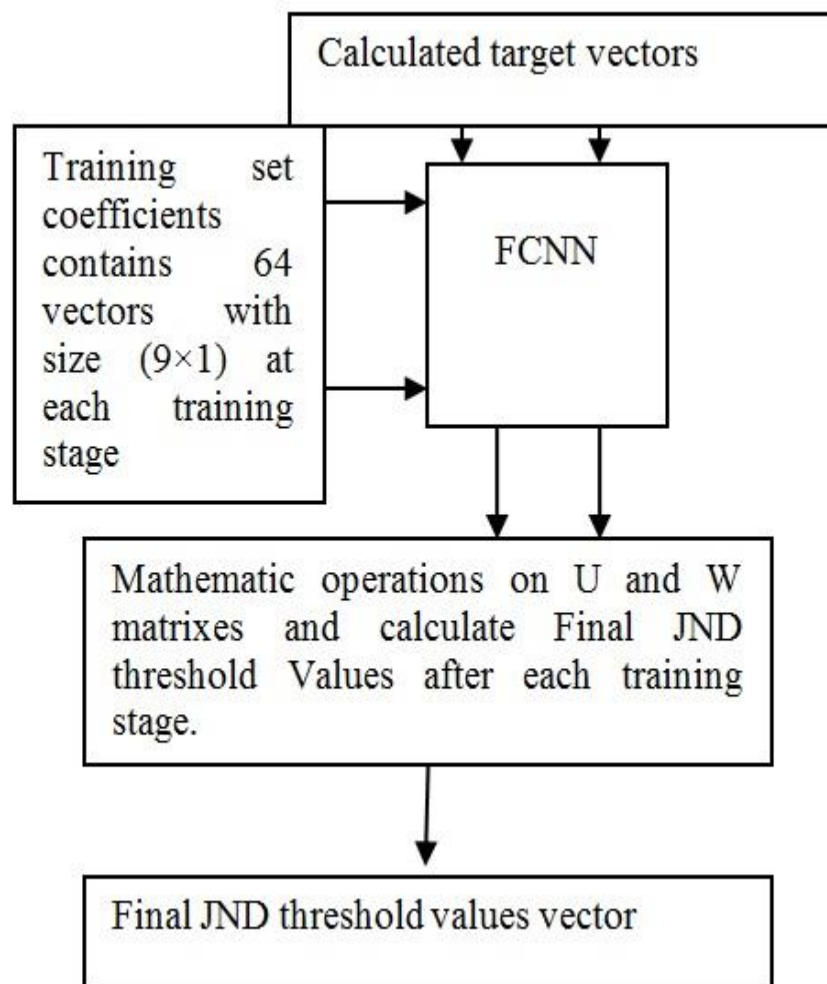 Calculated target vectors
Training set
coefficients
contains 64
vectors with
size (9×1) at
each training
stage
FCNN
Mathematic operations on U and W
matrixes and calculate Final JND
threshold Values after each training
stage.
Final JND threshold values vector